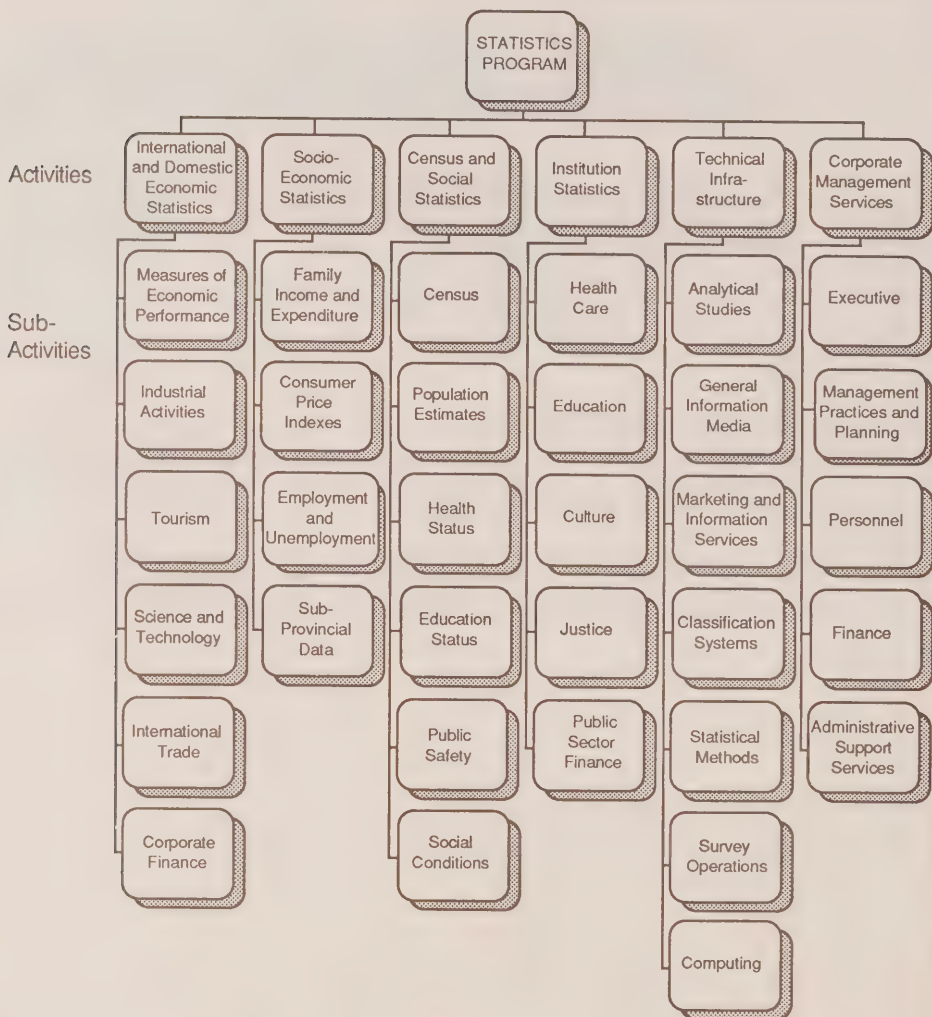 STATISTICS
PROGRAM
Activities
International
and Domestic
Economic
Statistics
Socio-
Economic
Statistics
Census and
Social
Statistics
Institution
Statistics
Technical
Infra-
structure
Corporate
Management
Services
Sub-
Activities
Measures of
Economic
Performance
Industrial
Activities
Tourism
Science and
Technology
International
Trade
Corporate
Finance
Family
Income and
Expenditure
Consumer
Price
Indexes
Employment
and
Unemployment
Sub-
Provincial
Data
Census
Population
Estimates
Health
Status
Education
Status
Public
Safety
Social
Conditions
Health
Care
Education
Culture
Justice
Public
Sector
Finance
Analytical
Studies
General
Information
Media
Marketing and
Information
Services
Classification
Systems
Statistical
Methods
Survey
Operations
Computing
Executive
Management
Practices and
Planning
Personnel
Finance
Administrative
Support
Services